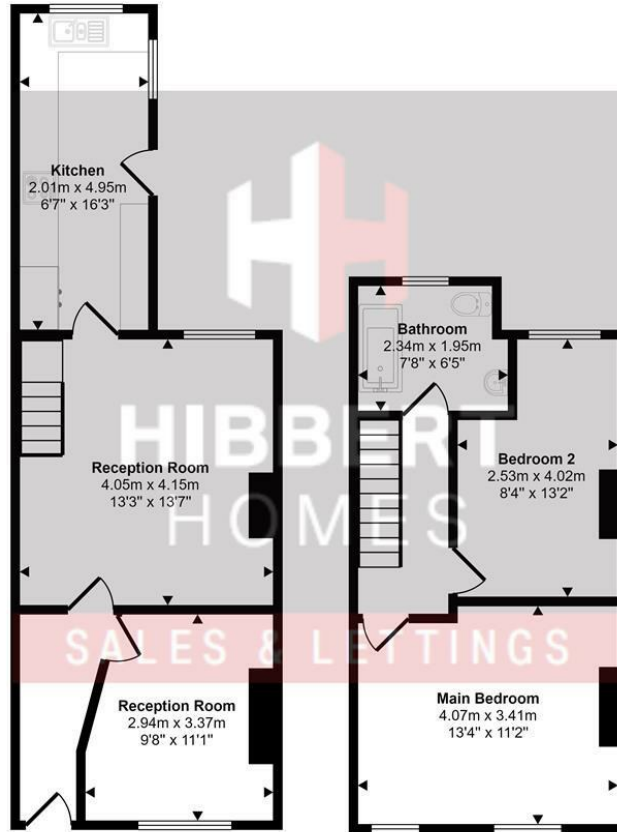 Kitchen
2.01m x 4.95m
6'7" x 16'3"
Reception Room
4.05m x 4.15m
13'3" x 13'7"
Reception Room
2.94m x 3.37m
9'8" x 11'1"
Bathroom
2.34m x 1.95m
7'8" x 6'5"
Bedroom 2
2.53m x 4.02m
8'4" x 13'2"
Main Bedroom
4.07m x 3.41m
13'4" x 11'2"
HIBBERT
HOMES
SALES & LETTINGS